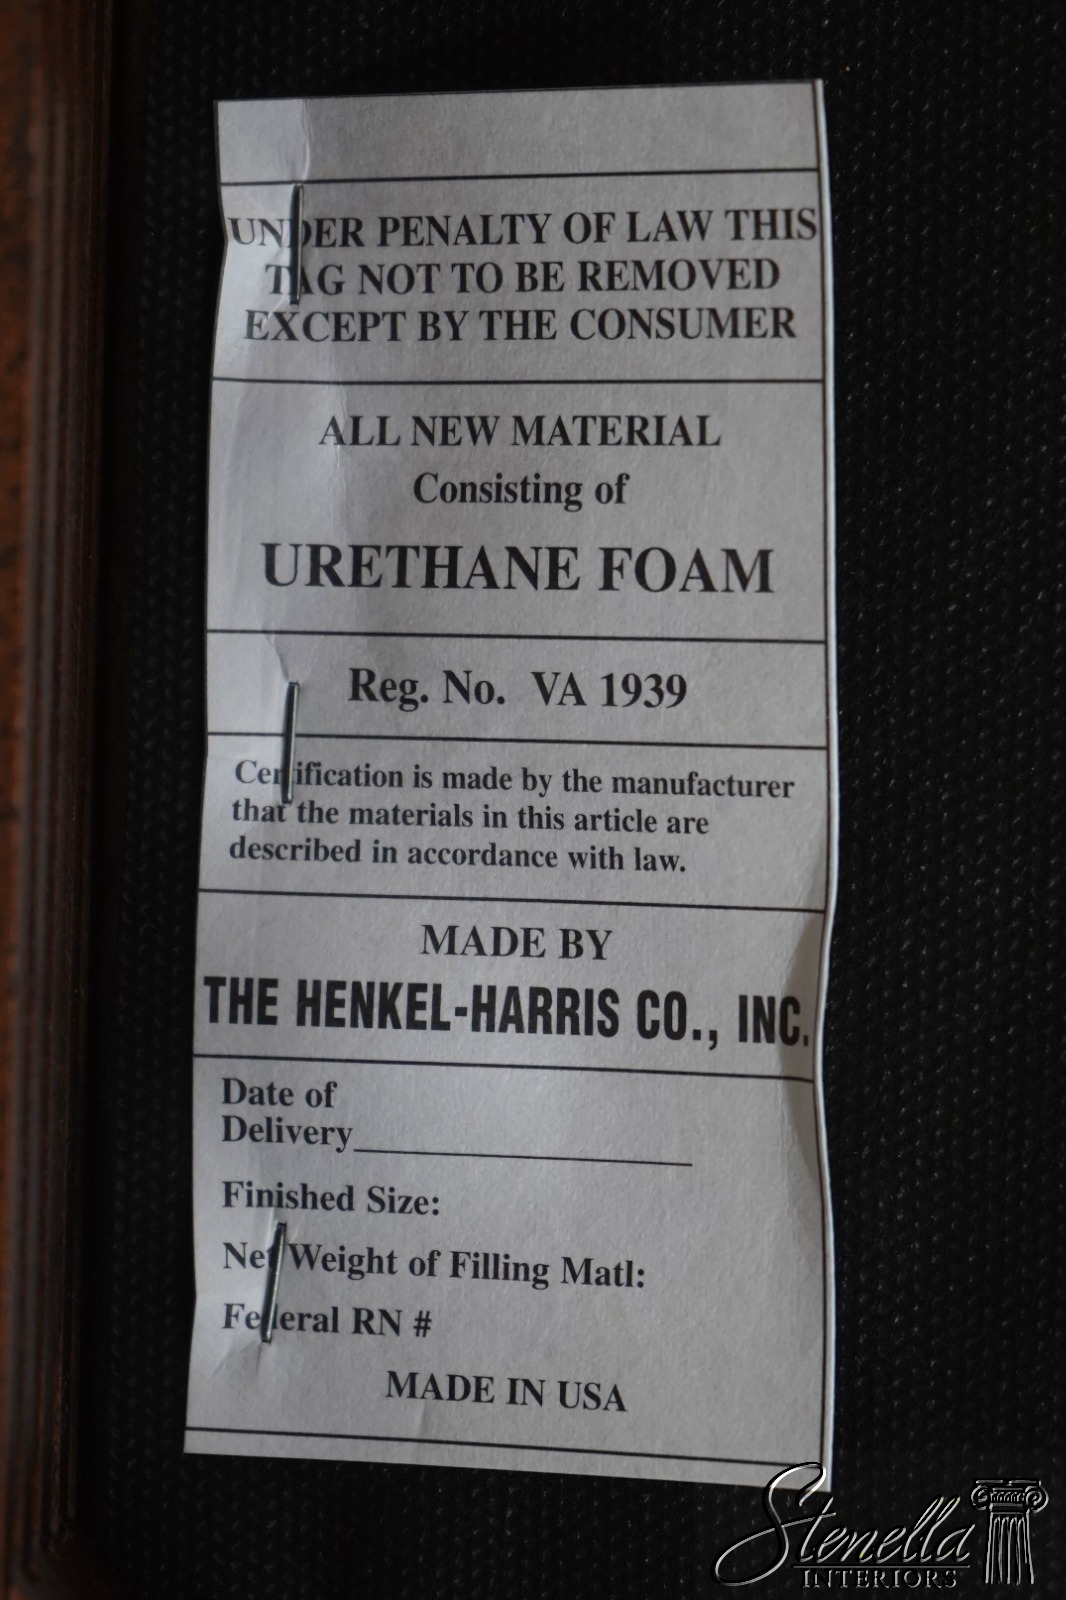 UNDER PENALTY OF LAW THIS
TAG NOT TO BE REMOVED
EXCEPT BY THE CONSUMER
ALL NEW MATERIAL
Consisting of
URETHANE FOAM
Reg. No. VA 1939
Certification is made by the manufacturer
that the materials in this article are
described in accordance with law.
MADE BY
THE HENKEL-HARRIS CO., INC.
Date of
Delivery
Finished Size:
Net Weight of Filling Matl:
Federal RN #
MADE IN USA
Stenella
INTERIORS